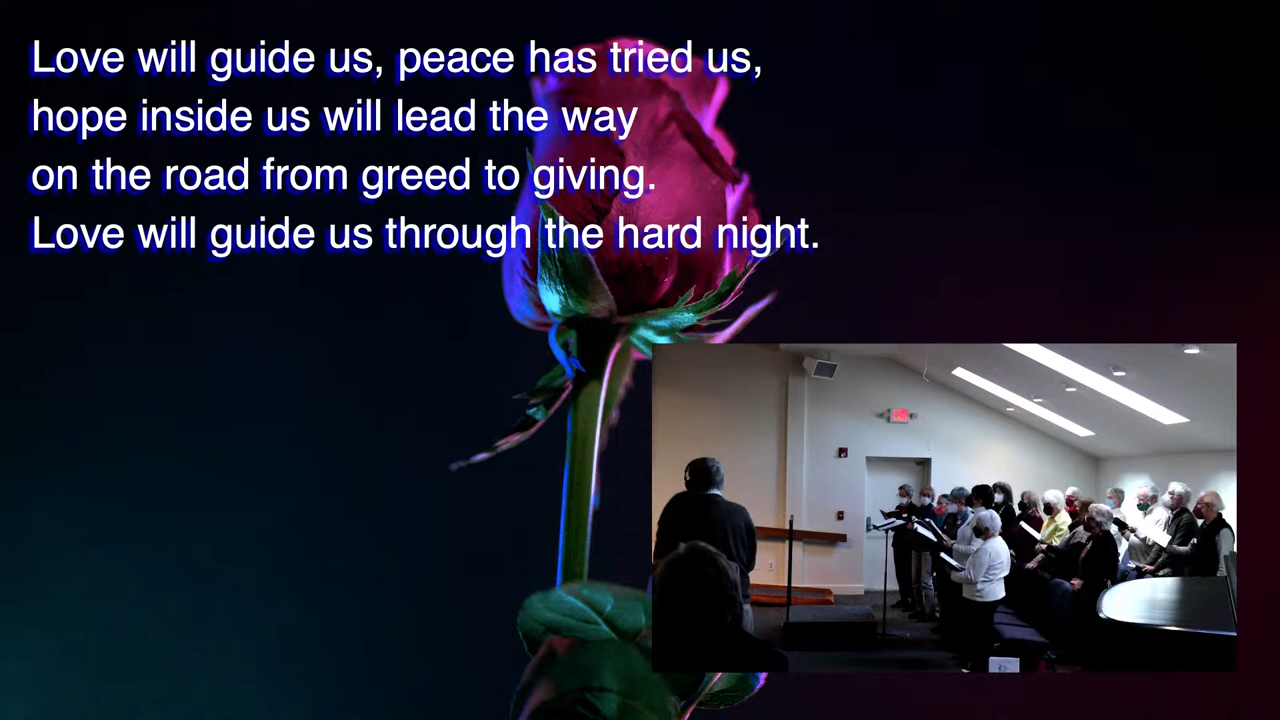 Love will guide us, peace has tried us,
hope inside us will lead the way
on the road from greed to giving.
Love will guide us through the hard night.